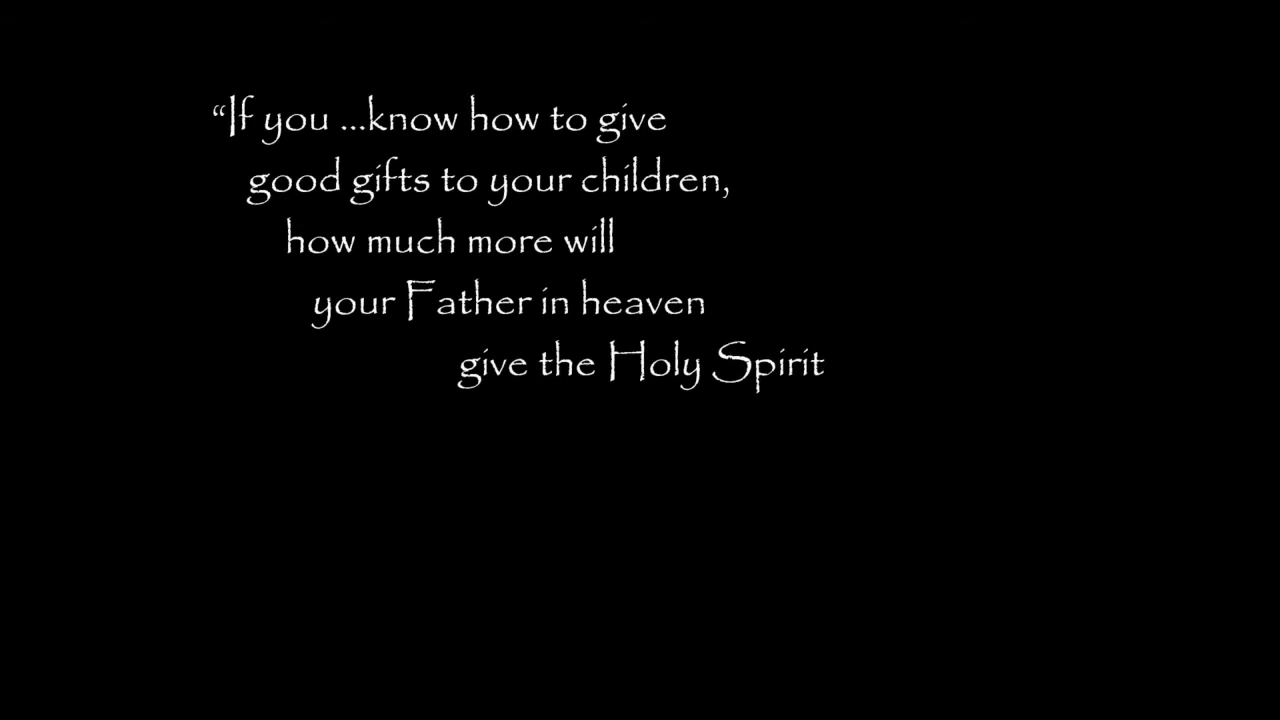 “If you ...know how to give
good gifts to your children,
how much more will
your Father in heaven
give the Holy Spirit